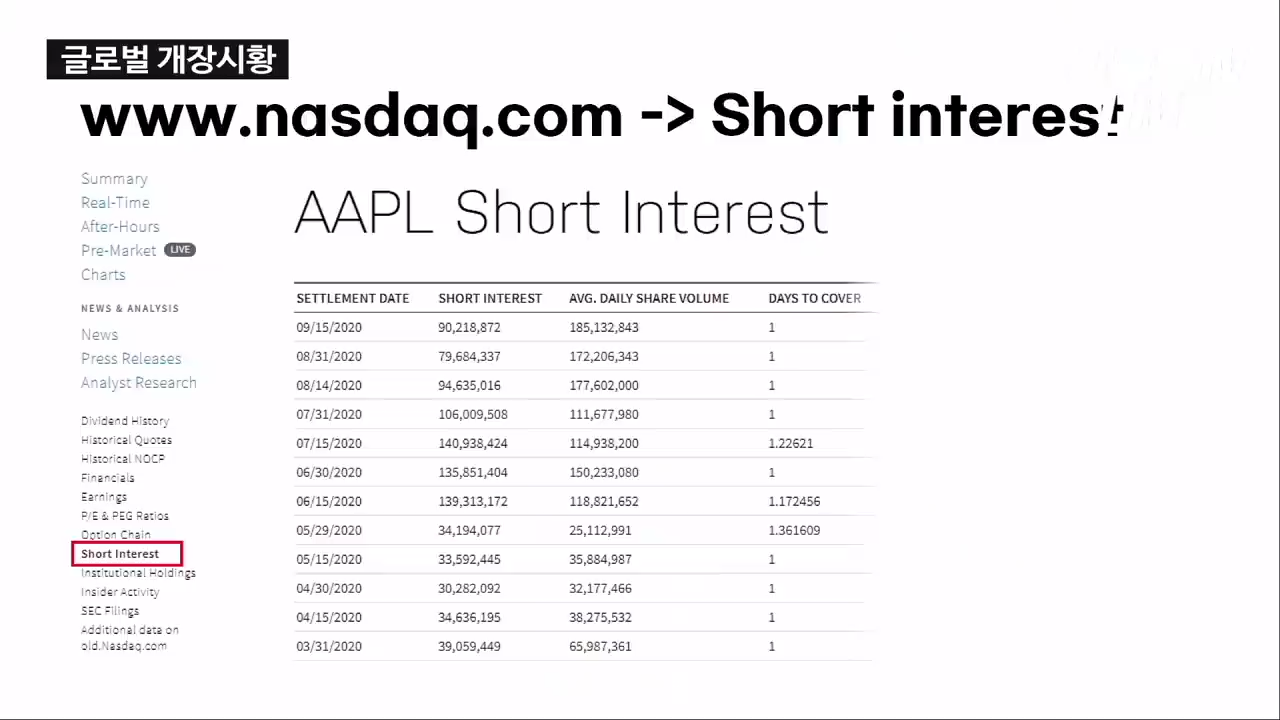 글로벌 개장시황
www.nasdaq.com -> Short interest
Summary
Real-Time
After-Hours
Pre-Market LIVE
Charts
NEWS & ANALYSIS
News
Press Releases
Analyst Research
Dividend History
Historical Quotes
Historical NOCP
Financials
Earnings
P/E & PEG Ratios
Option Chain
Short Interest
Institutional Holdings
Insider Activity
SEC Filings
Additional data on
old.Nasdaq.com
AAPL Short Interest
SETTLEMENT DATE SHORT INTEREST AVG. DAILY SHARE VOLUME DAYS TO COVER
09/15/2020 90,218,872 185,132,843 1
08/31/2020 79,684,337 172,206,343 1
08/14/2020 94,635,016 177,602,000 1
07/31/2020 106,009,508 111,677,980 1
07/15/2020 140,938,424 114,938,200 1.22621
06/30/2020 135,851,404 150,233,080 1
06/15/2020 139,313,172 118,821,652 1.172456
05/29/2020 34,194,077 25,112,991 1.361609
05/15/2020 33,592,445 35,884,987 1
04/30/2020 30,282,092 32,177,466 1
04/15/2020 34,636,195 38,275,532 1
03/31/2020 39,059,449 65,987,361 1